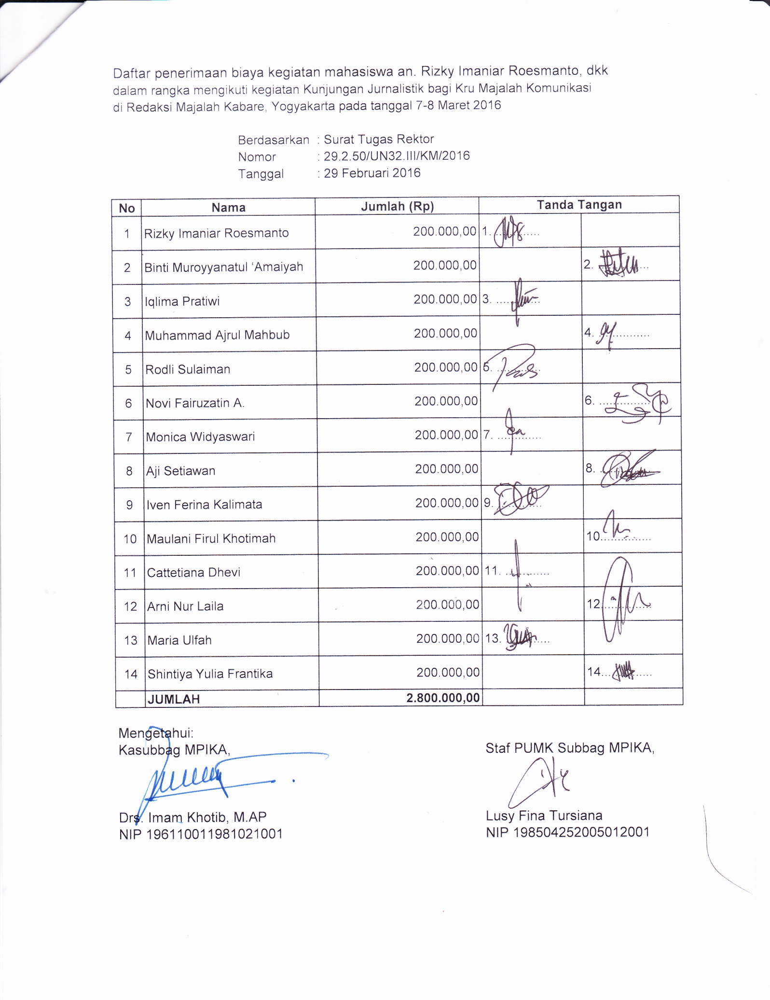 Daftar penerimaan biaya kegiatan mahasiswa an. Rizky Imaniar Roesmanto, dkk
dalam rangka mengikuti kegiatan Kunjungan Jurnalistik bagi Kru Majalah Komunikasi
di Redaksi Majalah Kabare, Yogyakarta pada tanggal 7-8 Maret 2016
Berdasarkan : Surat Tugas Rektor
Nomor : 29.2.50/UN32.III/KM/2016
Tanggal : 29 Februari 2016
No Nama Jumlah (Rp) Tanda Tangan
1 Rizky Imaniar Roesmanto 200.000,00 1.
2 Binti Muroyyanatul ‘Amaiyah 200.000,00 2.
3 Iqlima Pratiwi 200.000,00 3.
4 Muhammad Ajrul Mahbub 200.000,00 4.
5 Rodli Sulaiman 200.000,00 5.
6 Novi Fairuzatin A. 200.000,00 6.
7 Monica Widyaswari 200.000,00 7.
8 Aji Setiawan 200.000,00 8.
9 Iven Ferina Kalimata 200.000,00 9.
10 Maulani Firul Khotimah 200.000,00 10.
11 Cattetiana Dhevi 200.000,00 11.
12 Arni Nur Laila 200.000,00 12.
13 Maria Ulfah 200.000,00 13.
14 Shintiya Yulia Frantika 200.000,00 14.
JUMLAH 2.800.000,00
Mengetahui:
Kasubbag MPIKA,
Drs. Imam Khotib, M.AP
NIP 196110011981021001
Staf PUMK Subbag MPIKA,
Lusy Fina Tursiana
NIP 198504252005012001